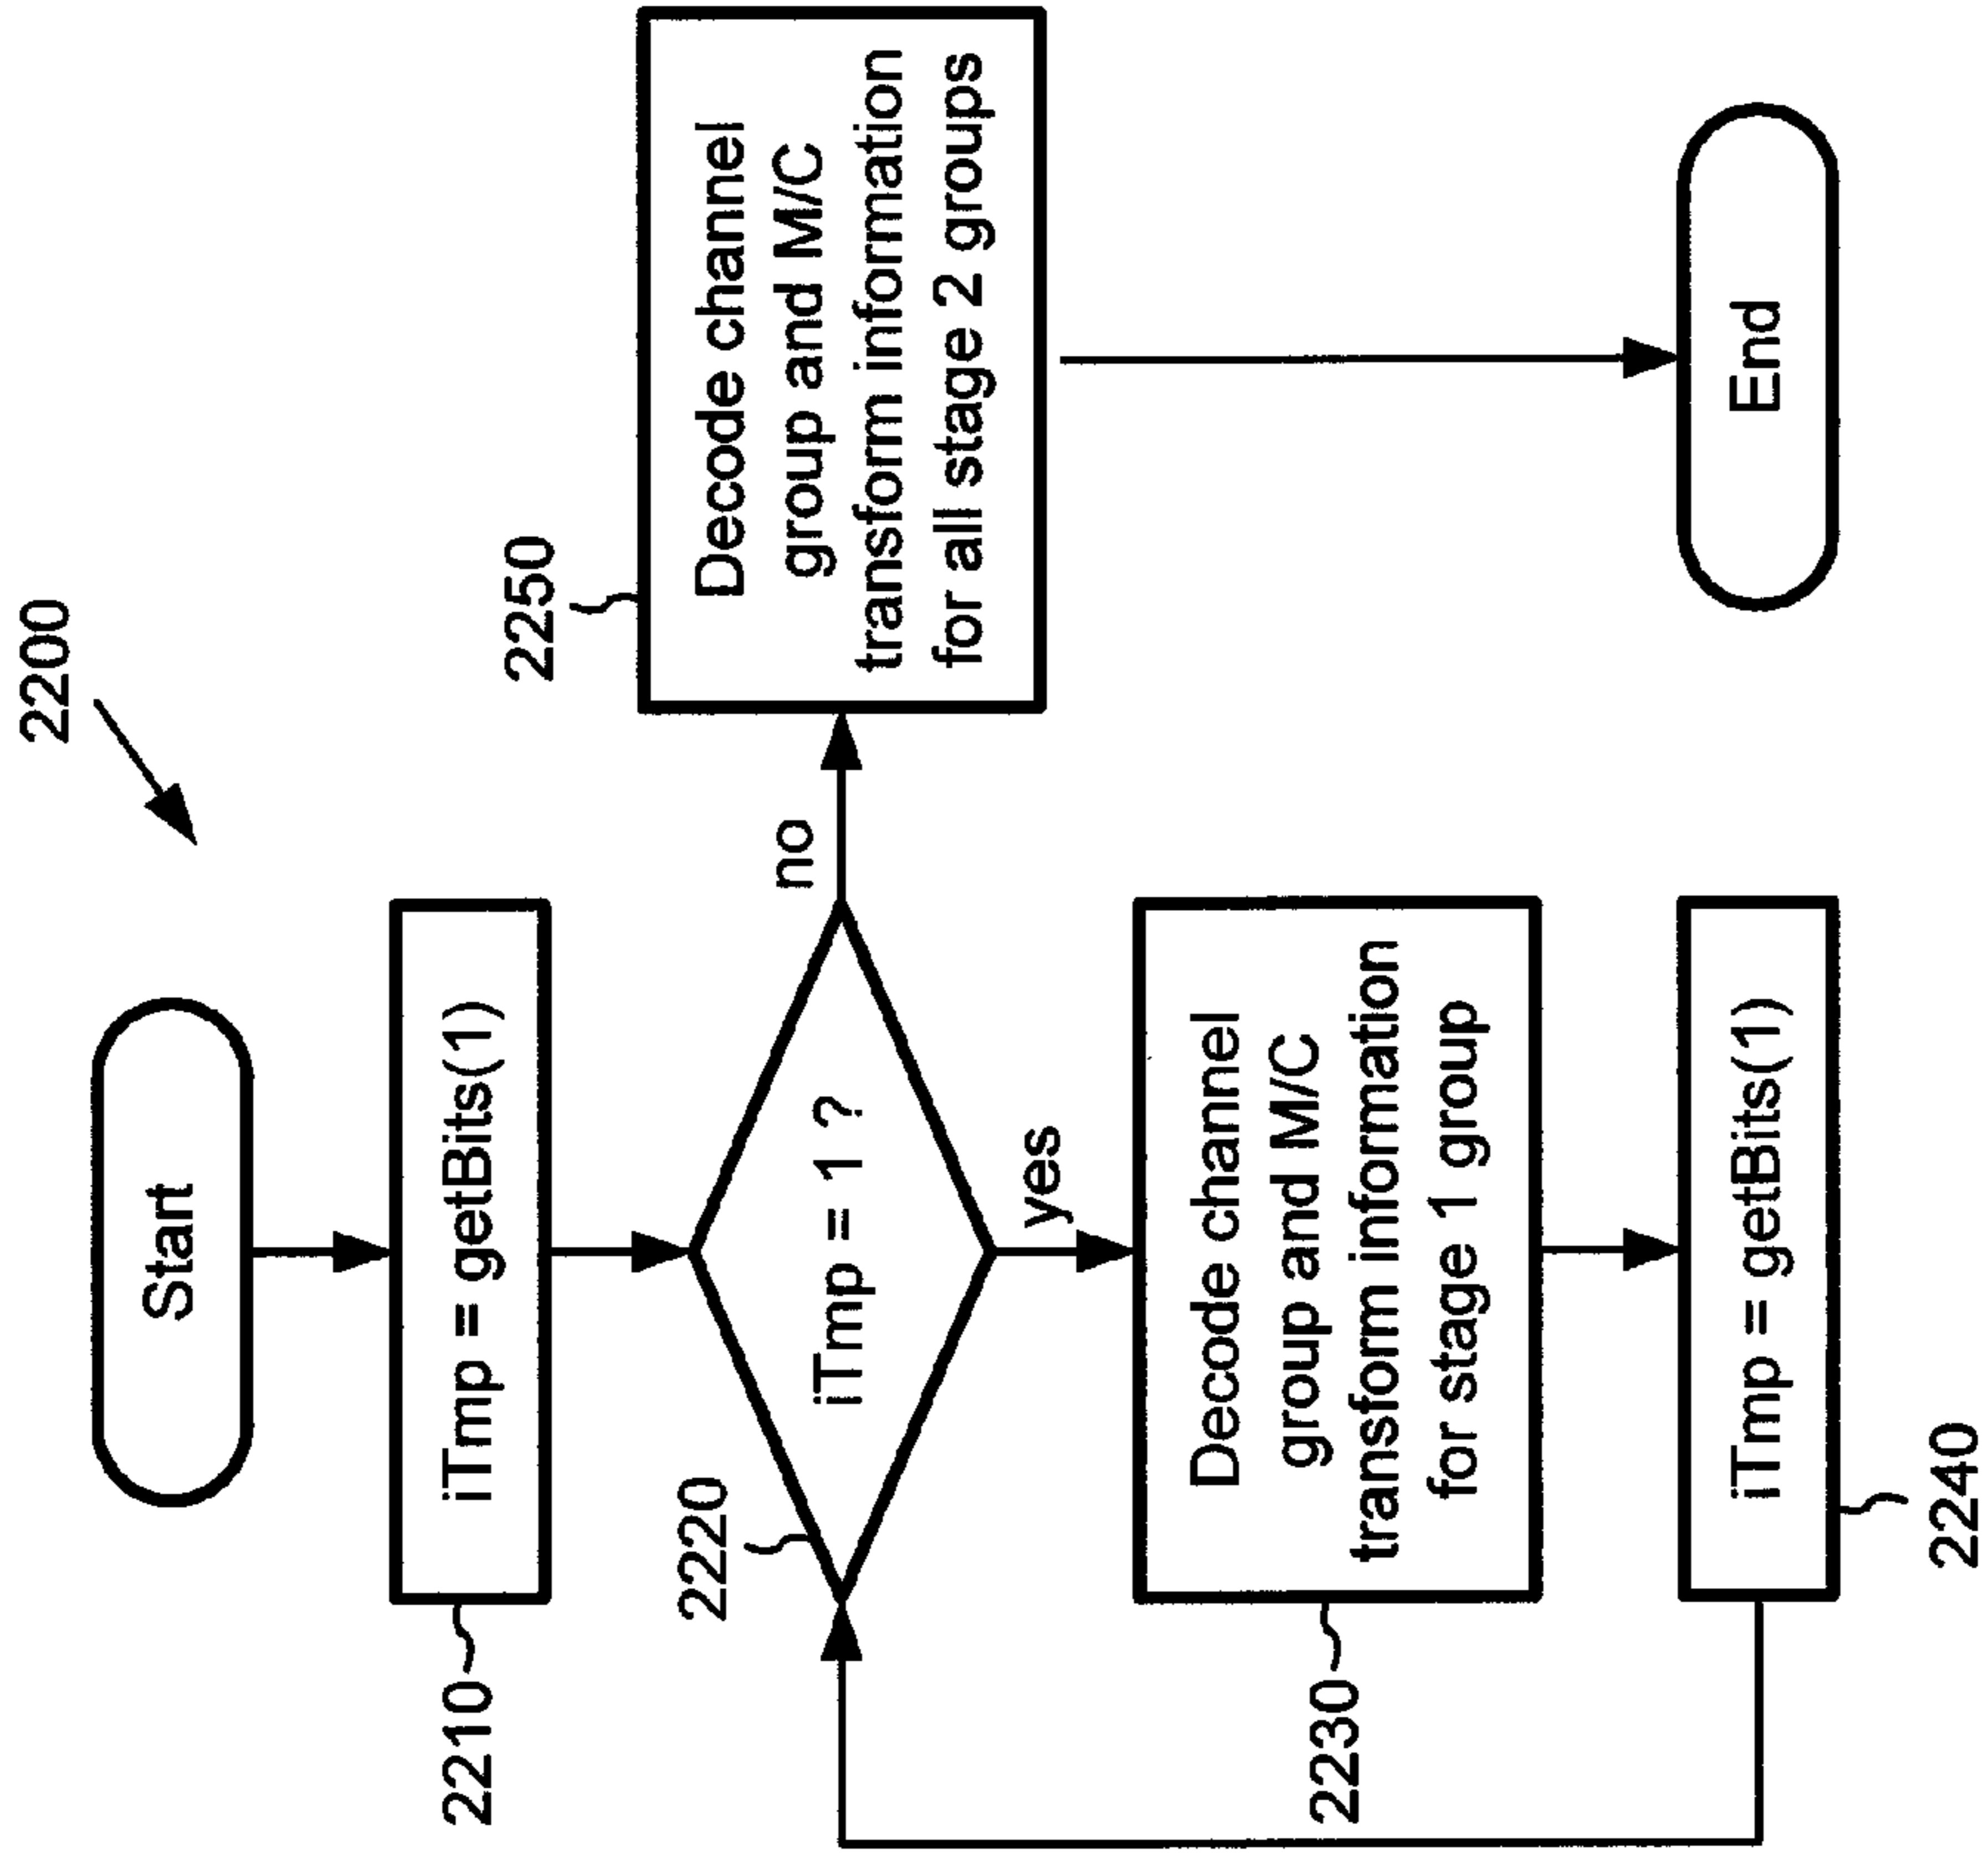 2200
Start
2210
iTmp = getBits(1)
2220
iTmp = 1 ?
no
yes
2250
Decode channel
group and M/C
transform information
for all stage 2 groups
2230
Decode channel
group and M/C
transform information
for stage 1 group
2240
iTmp = getBits(1)
End